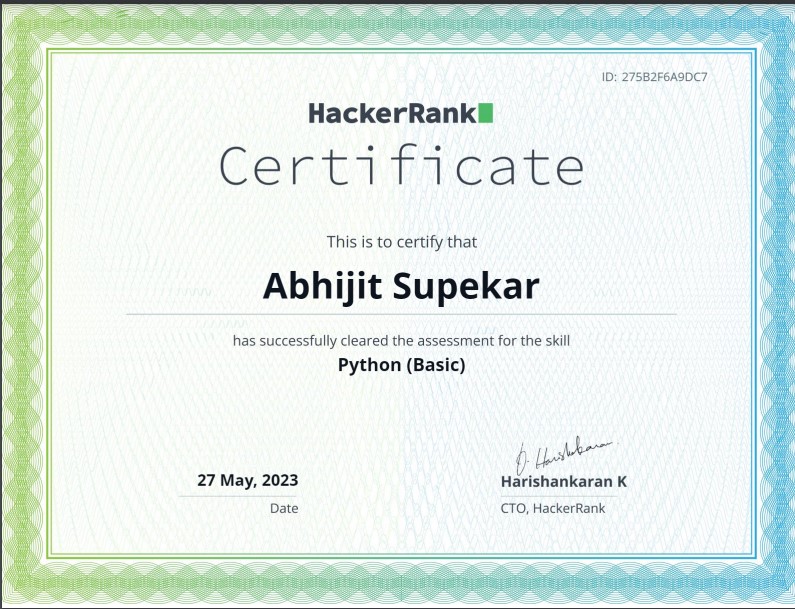 ID: 275B2F6A9DC7
HackerRank
Certificate
This is to certify that
Abhijit Supekar
has successfully cleared the assessment for the skill
Python (Basic)
27 May, 2023
Date
Harishankaran K
CTO, HackerRank